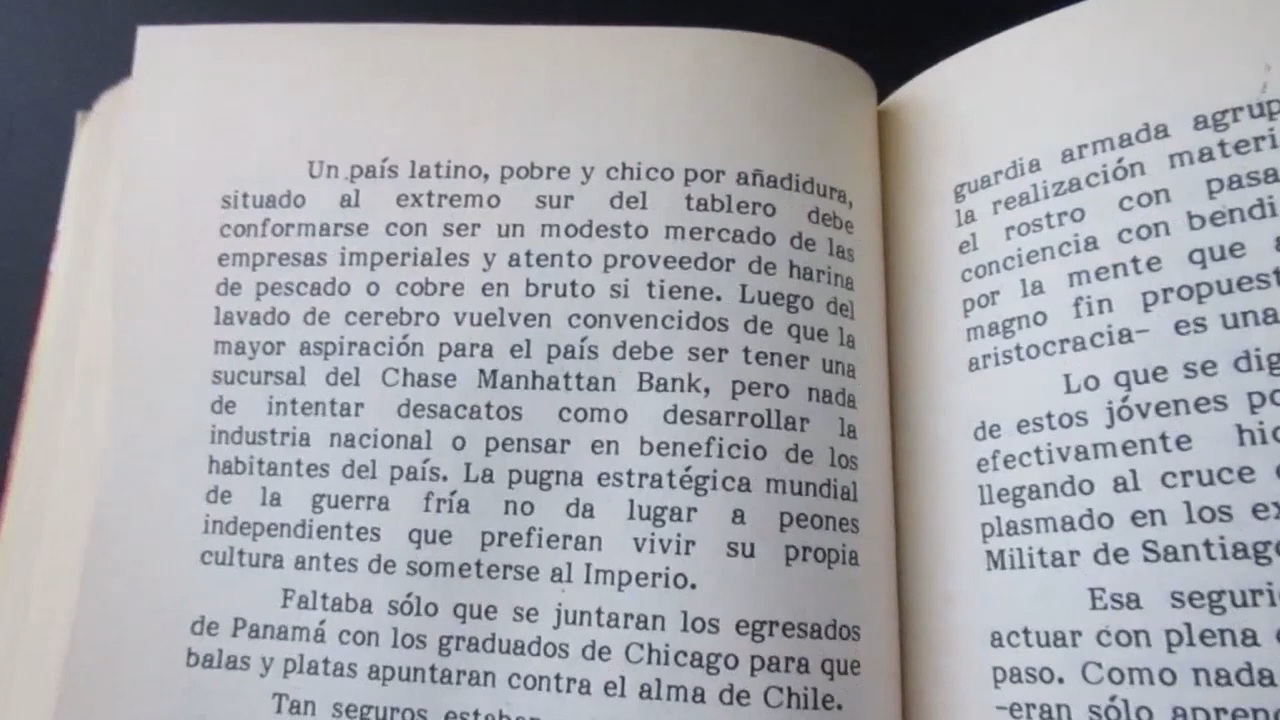 Un país latino, pobre y chico por añadidura,
situado al extremo sur del tablero debe
conformarse con ser un modesto mercado de las
empresas imperiales y atento proveedor de harina
de pescado o cobre en bruto si tiene. Luego del
lavado de cerebro vuelven convencidos de que la
mayor aspiración para el país debe ser tener una
sucursal del Chase Manhattan Bank, pero nada
de intentar desacatos como desarrollar la
industria nacional o pensar en beneficio de los
habitantes del país. La pugna estratégica mundial
de la guerra fría no da lugar a peones
independientes que prefieran vivir su propia
cultura antes de someterse al Imperio.
Faltaba sólo que se juntaran los egresados
de Panamá con los graduados de Chicago para que
balas y platas apuntaran contra el alma de Chile.
Tan seguros
guardia armada
la realización
el rostro con
conciencia con
por la mente que
magno fin
aristocracia- es una
Lo que se
de estos jóvenes
efectivamente
llegando al cruce
plasmado en los
Militar de
Esa
actuar con plena
paso. Como nada
-eran sólo